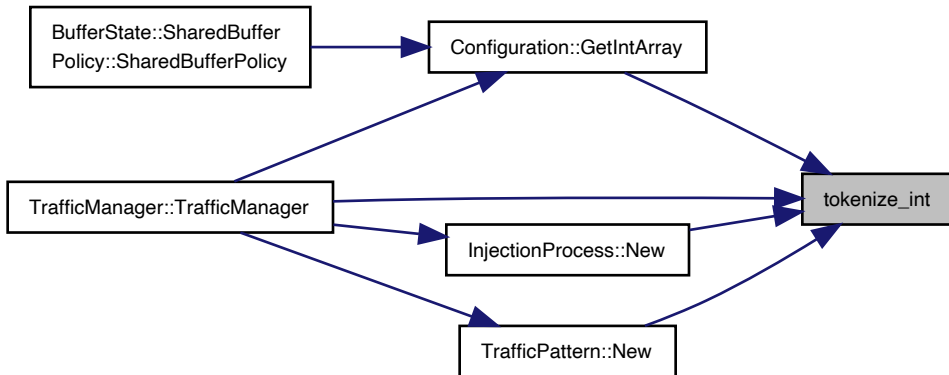 BufferState::SharedBuffer
Policy::SharedBufferPolicy
Configuration::GetIntArray
TrafficManager::TrafficManager
tokenize_int
InjectionProcess::New
TrafficPattern::New